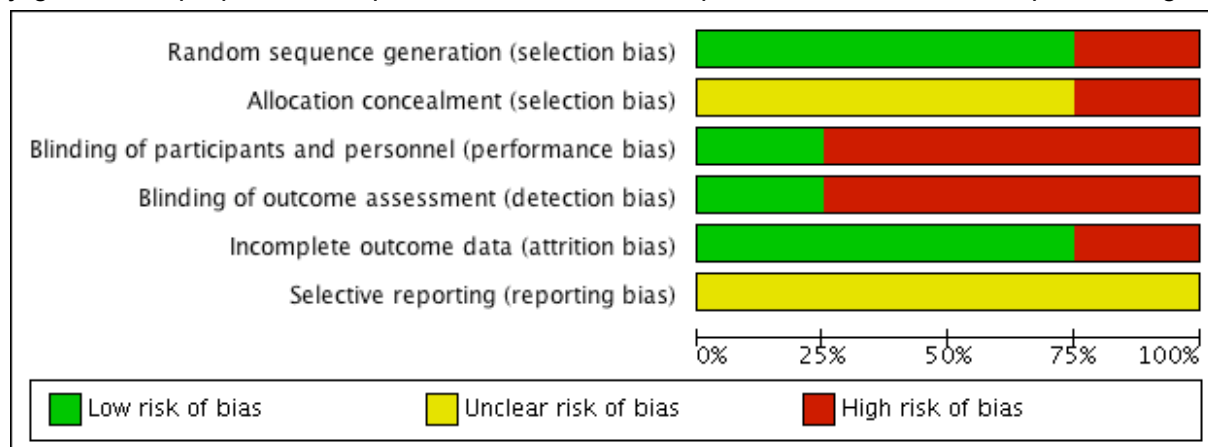 Random sequence generation (selection bias)
Allocation concealment (selection bias)
Blinding of participants and personnel (performance bias)
Blinding of outcome assessment (detection bias)
Incomplete outcome data (attrition bias)
Selective reporting (reporting bias)
0% 25% 50% 75% 100%
Low risk of bias Unclear risk of bias High risk of bias